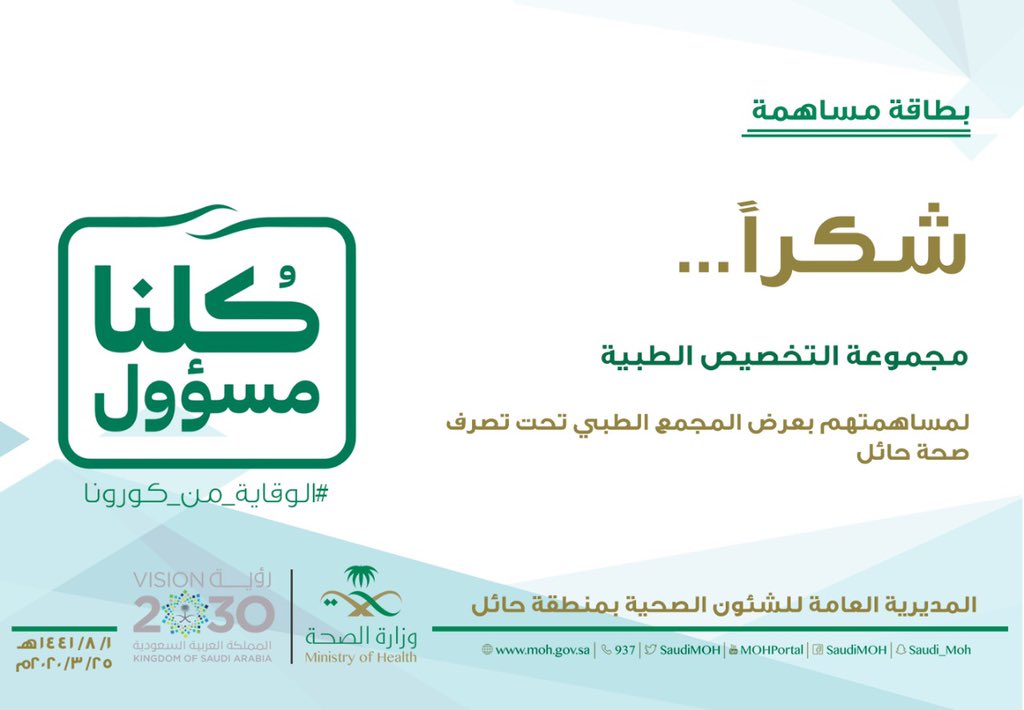 بطاقة مساهمة
شكراً...
مجموعة التخصيص الطبية
لمساهمتهم بعرض المجمع الطبي تحت تصرف
صحة حائل
كُلنا
مسؤول
#الوقاية_من_كورونا
المديرية العامة للشئون الصحية بمنطقة حائل
www.moh.gov.sa | 937 | SaudiMOH | MOHPortal | SaudiMOH | Saudi_Moh
وزارة الصحة
Ministry of Health
VISION رؤيــة
2030
المملكة العربية السعودية
KINGDOM OF SAUDI ARABIA
١٤٤١/٨/١هـ
٢٠٢٠/٣/٢٥م